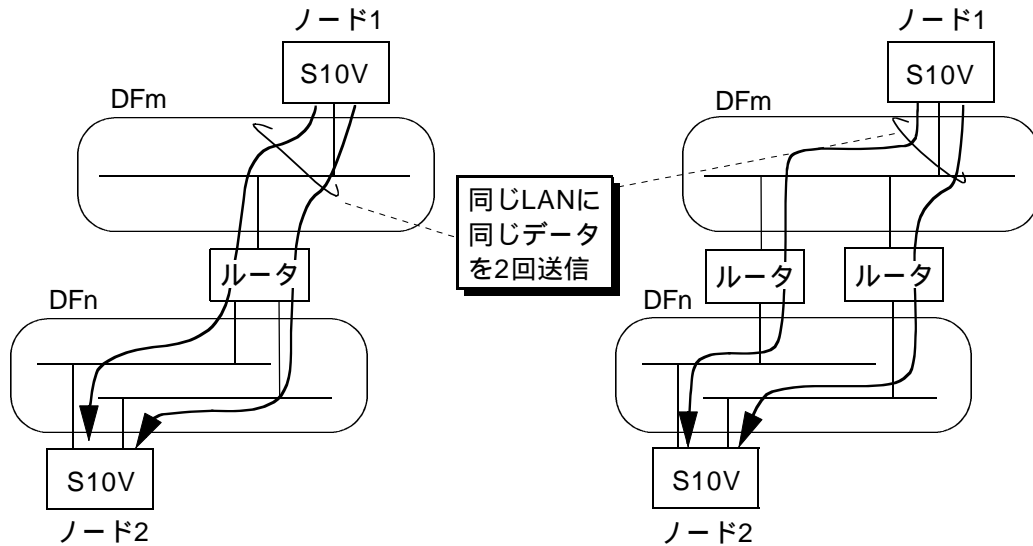 ノード1
S10V
DFm
ルータ
DFn
S10V
ノード2
同じLANに
同じデータ
を2回送信
ノード1
S10V
DFm
ルータ
ルータ
DFn
S10V
ノード2